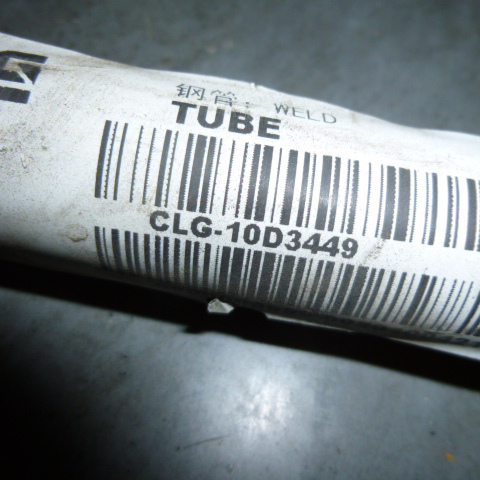 钢管; WELD
TUBE
CLG-10D3449